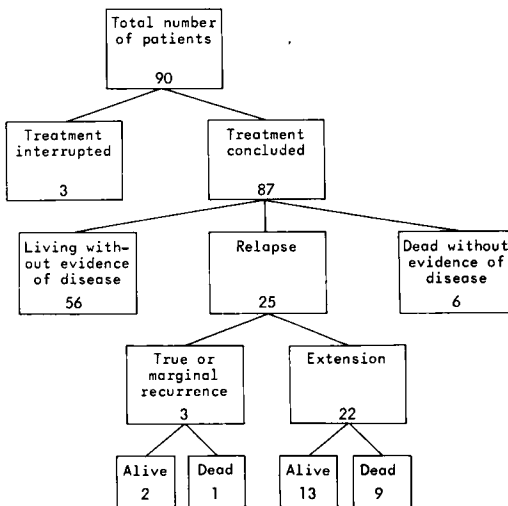 Total number
of patients
90
Treatment
interrupted
3
Treatment
concluded
87
Living with-
out evidence
of disease
56
Relapse
25
Dead without
evidence of
disease
6
True or
marginal
recurrence
3
Extension
22
Alive
2
Dead
1
Alive
13
Dead
9